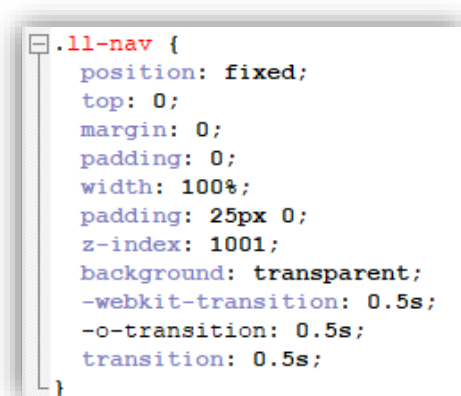 .ll-nav {
position: fixed;
top: 0;
margin: 0;
padding: 0;
width: 100%;
padding: 25px 0;
z-index: 1001;
background: transparent;
-webkit-transition: 0.5s;
-o-transition: 0.5s;
transition: 0.5s;
}